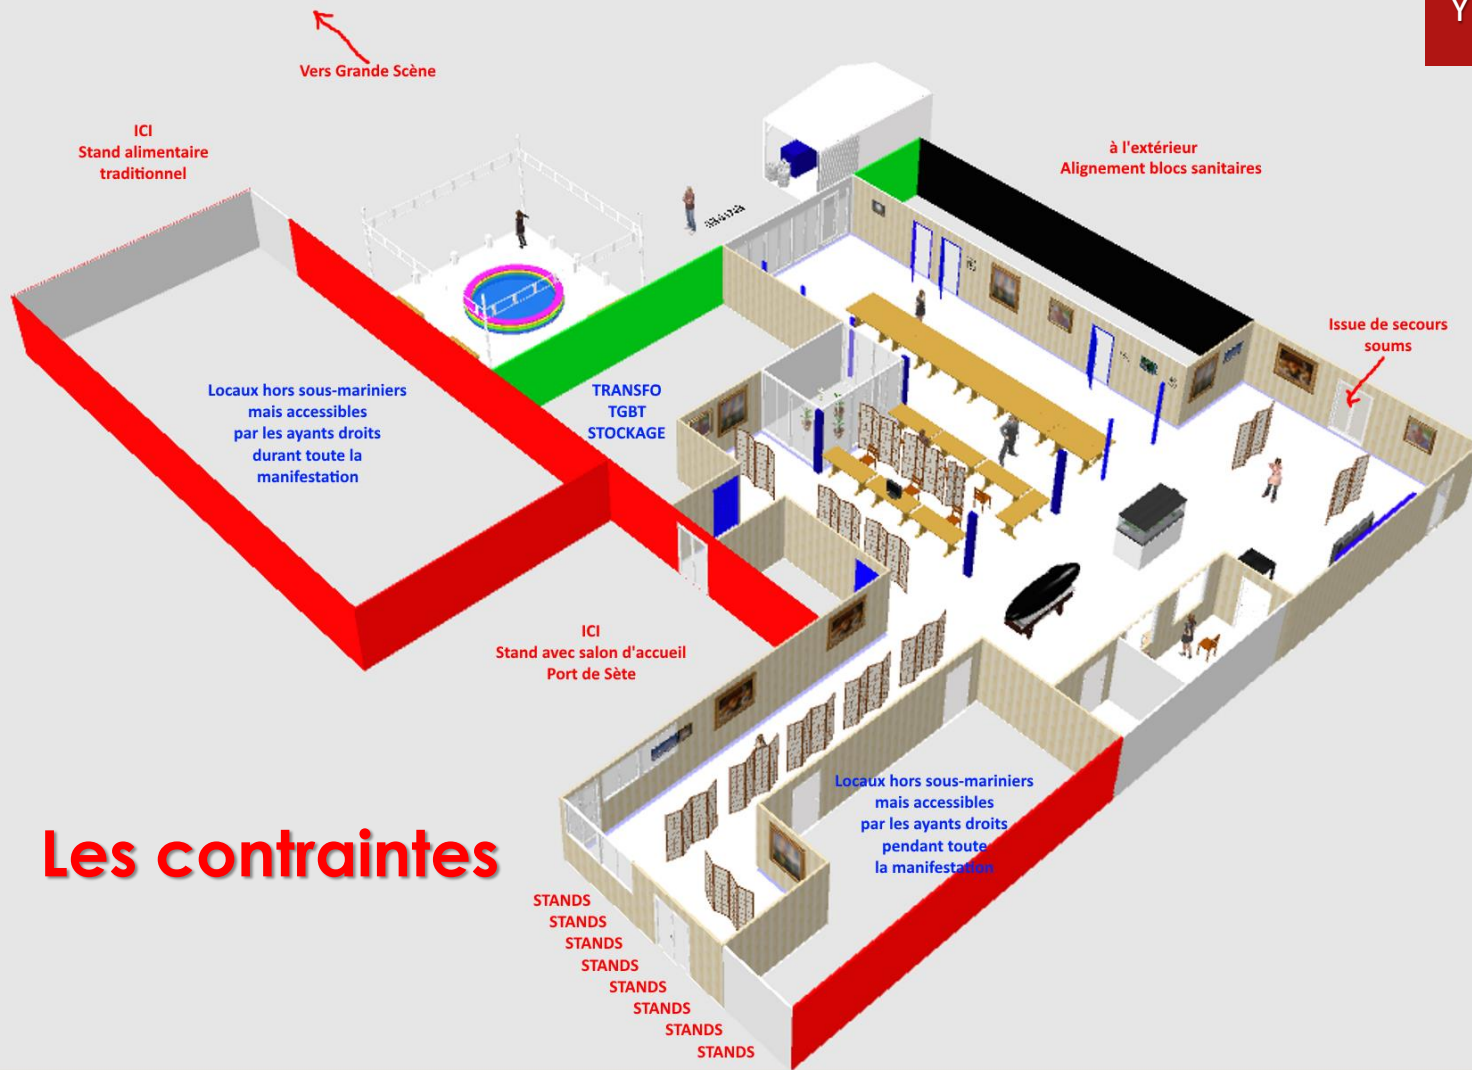 Y
Vers Grande Scène
ICI
Stand alimentaire
traditionnel
à l'extérieur
Alignement blocs sanitaires
Issue de secours
soums
Locaux hors sous-mariniers
mais accessibles
par les ayants droits
durant toute la
manifestation
TRANSFO
TGBT
STOCKAGE
ICI
Stand avec salon d'accueil
Port de Sète
Locaux hors sous-mariniers
mais accessibles
par les ayants droits
pendant toute
la manifestation
Les contraintes
STANDS
STANDS
STANDS
STANDS
STANDS
STANDS
STANDS
STANDS